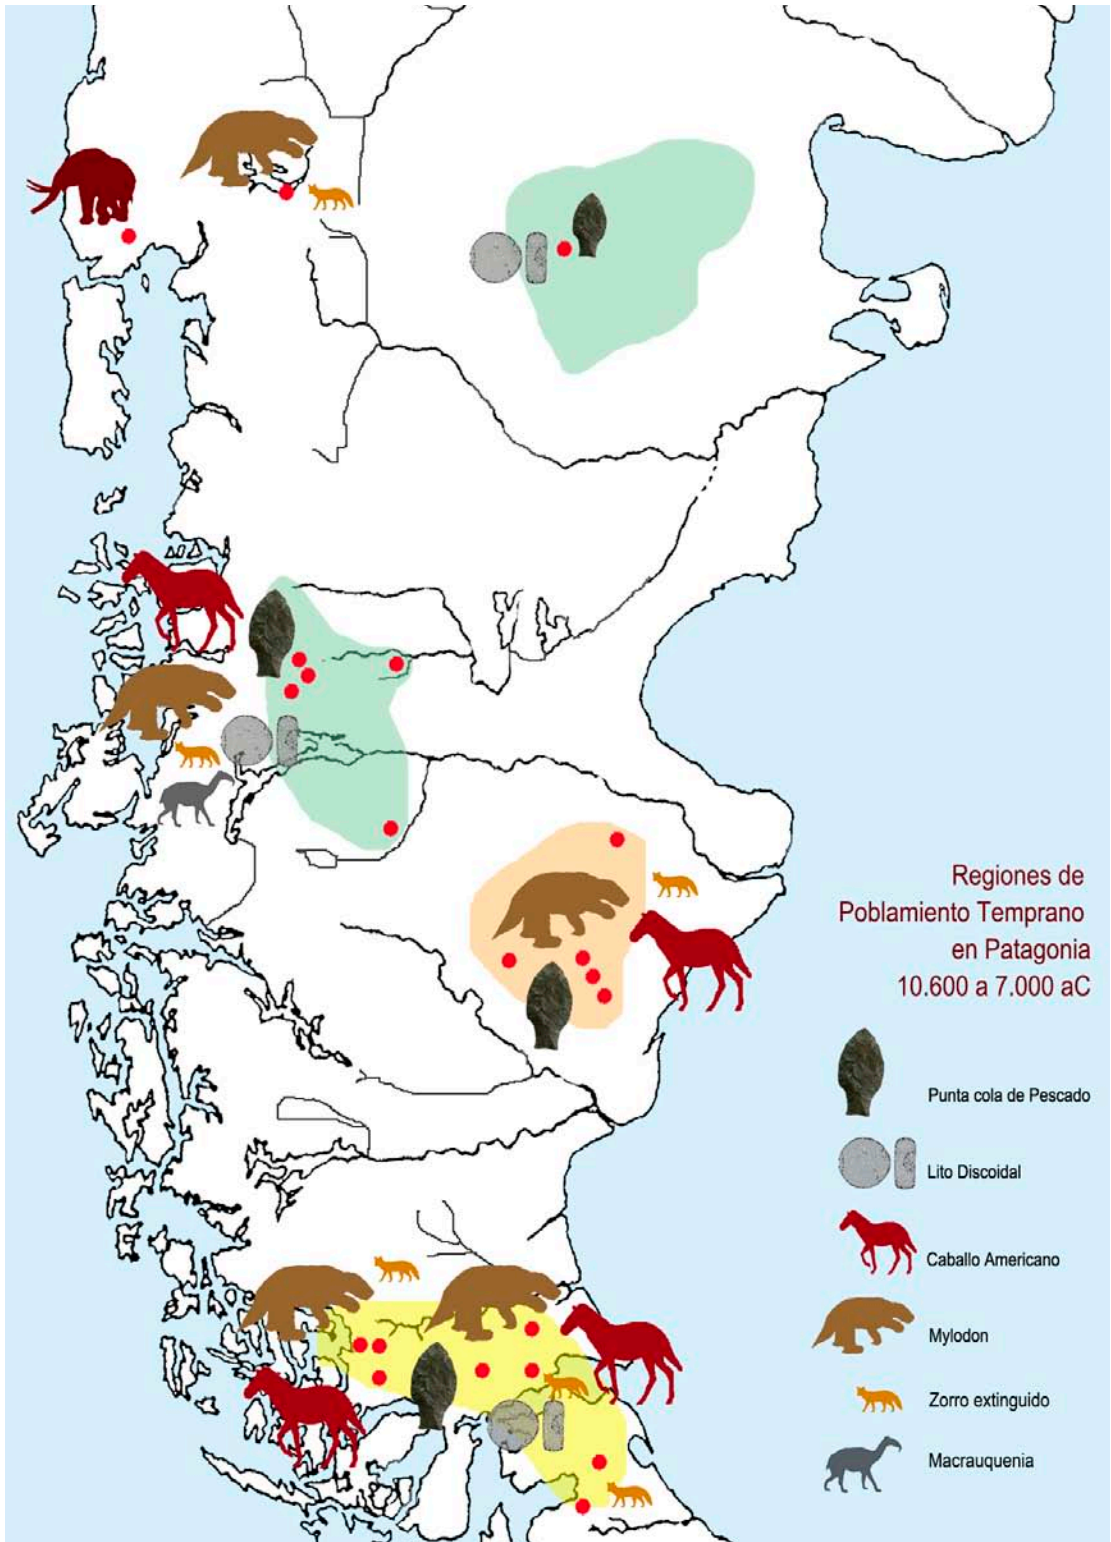 Regiones de
Poblamiento Temprano
en Patagonia
10.600 a 7.000 aC
Punta cola de Pescado
Lito Discoidal
Caballo Americano
Mylodon
Zorro extinguido
Macrauquenia